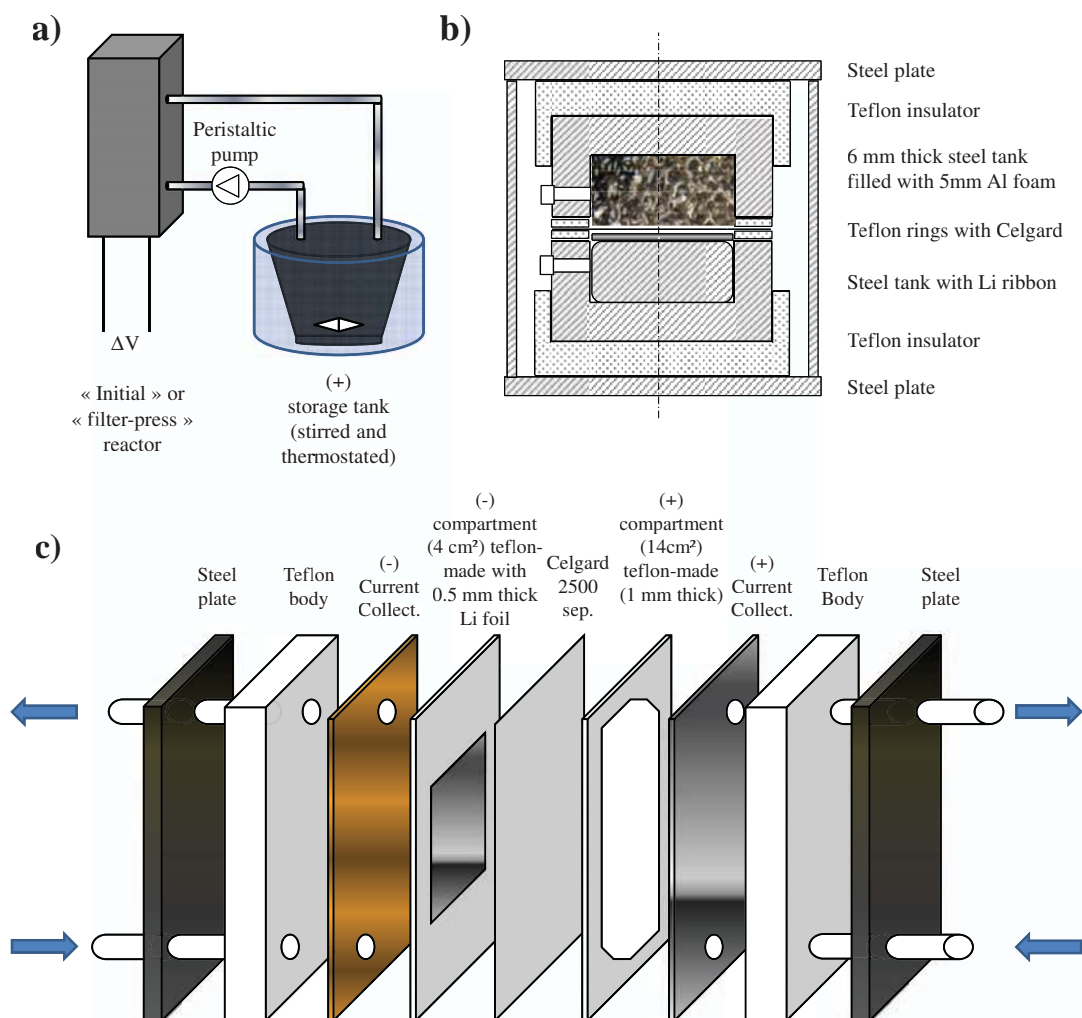 a)
Peristaltic
pump
ΔV
« Initial » or
« filter-press »
reactor
(+)
storage tank
(stirred and
thermostated)
b)
Steel plate
Teflon insulator
6 mm thick steel tank
filled with 5mm Al foam
Teflon rings with Celgard
Steel tank with Li ribbon
Teflon insulator
Steel plate
c)
Steel
plate
Teflon
body
(-)
Current
Collect.
(-)
compartment
(4 cm²) teflon-
made with
0.5 mm thick
Li foil
Celgard
2500
sep.
(+)
compartment
(14cm²)
teflon-made
(1 mm thick)
(+)
Current
Collect.
Teflon
Body
Steel
plate